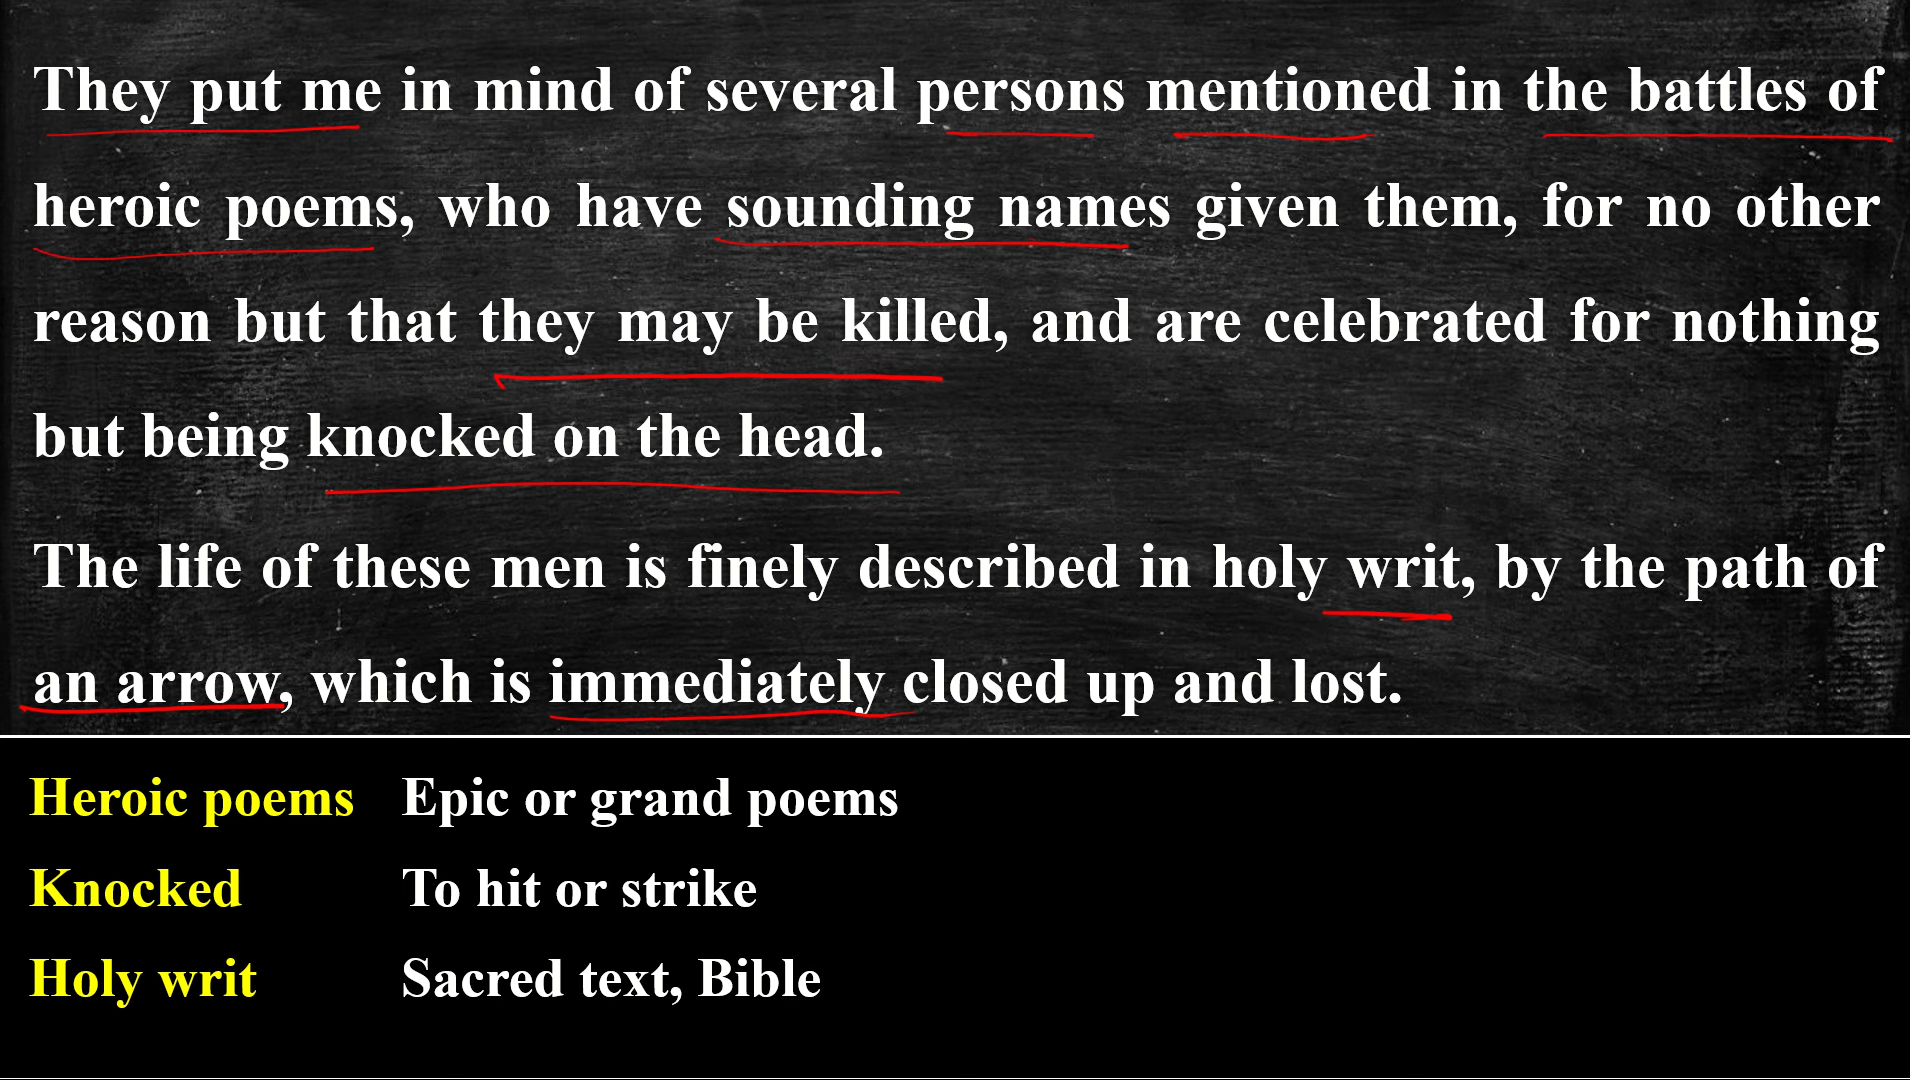 They put me in mind of several persons mentioned in the battles of
heroic poems, who have sounding names given them, for no other
reason but that they may be killed, and are celebrated for nothing
but being knocked on the head.
The life of these men is finely described in holy writ, by the path of
an arrow, which is immediately closed up and lost.
Heroic poems Epic or grand poems
Knocked To hit or strike
Holy writ Sacred text, Bible